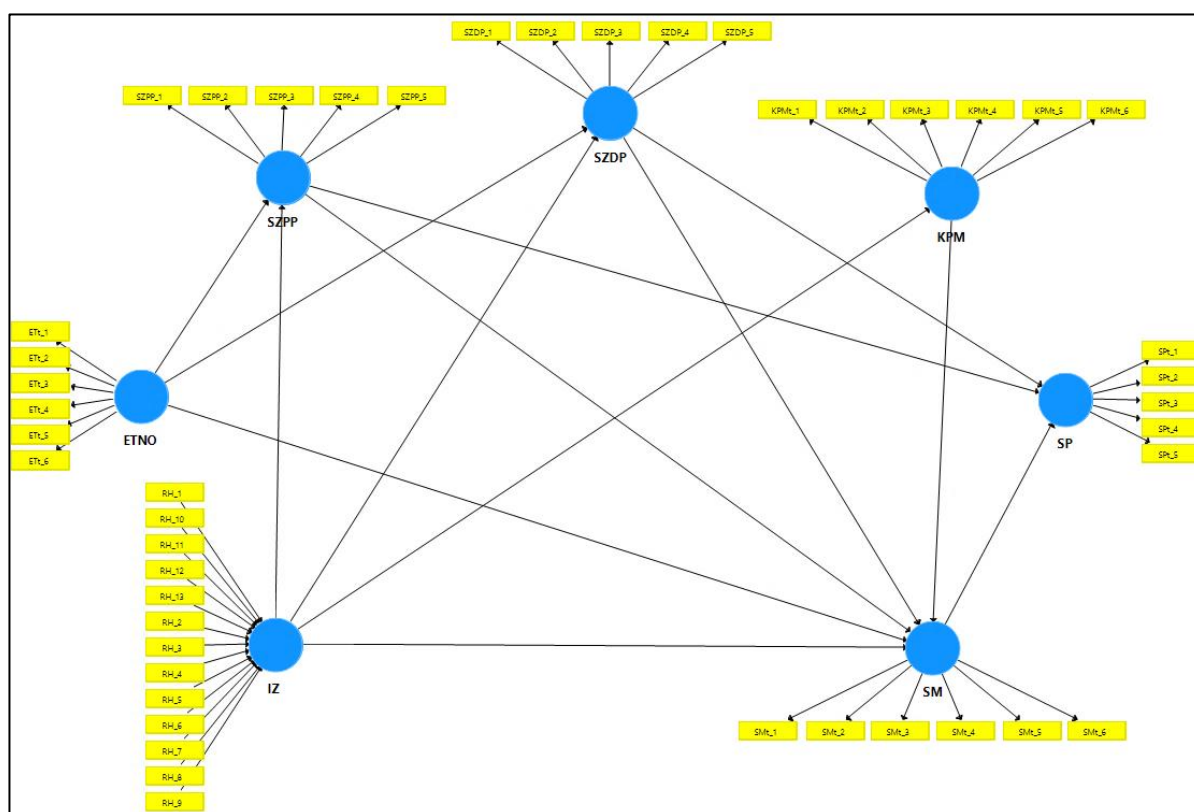 SZDP_1
SZDP_2
SZDP_3
SZDP_4
SZDP_5
SZDP
SZPP_1
SZPP_2
SZPP_3
SZPP_4
SZPP_5
SZPP
KPMt_1
KPMt_2
KPMt_3
KPMt_4
KPMt_5
KPMt_6
KPM
ETt_1
ETt_2
ETt_3
ETt_4
ETt_5
ETt_6
ETNO
SPt_1
SPt_2
SPt_3
SPt_4
SPt_5
SP
RH_1
RH_10
RH_11
RH_12
RH_13
RH_2
RH_3
RH_4
RH_5
RH_6
RH_7
RH_8
RH_9
IZ
SM
SMt_1
SMt_2
SMt_3
SMt_4
SMt_5
SMt_6